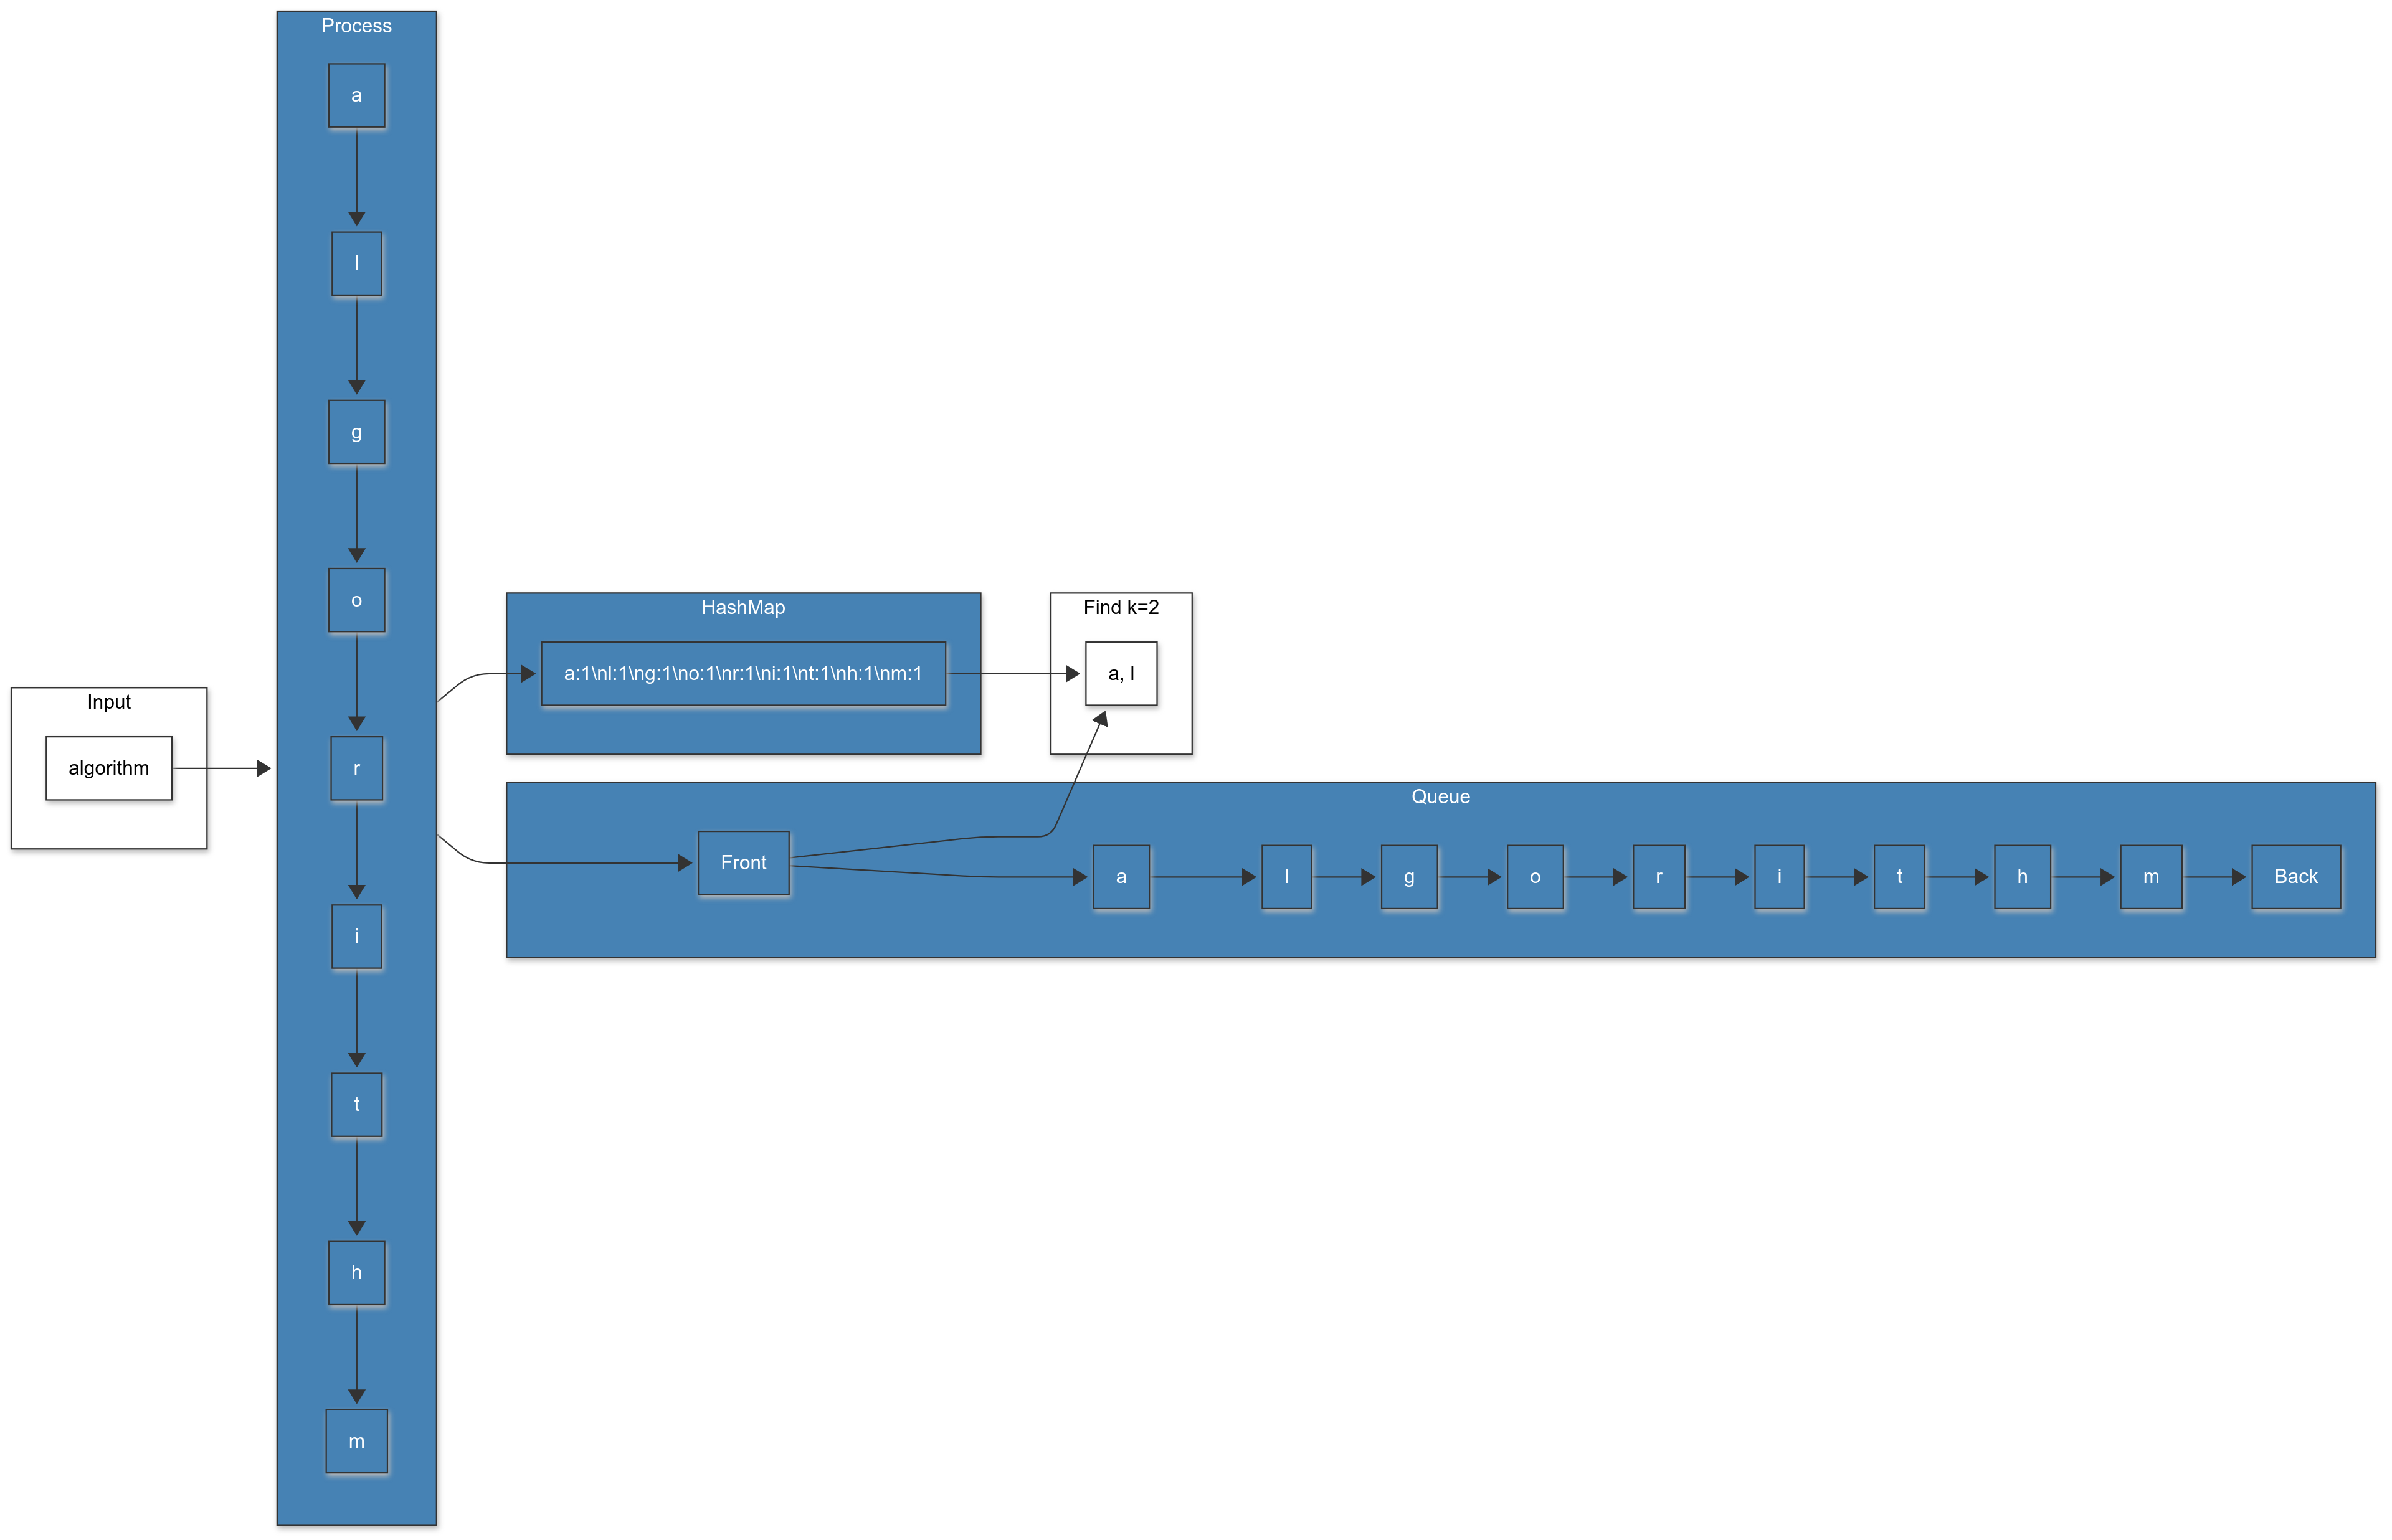 Input
algorithm
Process
a
l
g
o
r
i
t
h
m
HashMap
a:1\nl:1\ng:1\no:1\nr:1\ni:1\nt:1\nh:1\nm:1
Find k=2
a, l
Queue
Front
a
l
g
o
r
i
t
h
m
Back